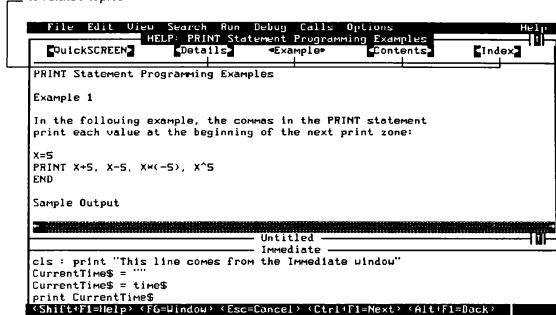 File Edit View Search Run Debug Calls Options Help
HELP: PRINT Statement Programming Examples
QuickSCREEN Details Example Contents Index
PRINT Statement Programming Examples
Example 1
In the following example, the commas in the PRINT statement
print each value at the beginning of the next print zone:
X=5
PRINT X+5, X-5, X*(-5), X^5
END
Sample Output
Untitled
Immediate
cls : print "This line comes from the Immediate window"
CurrentTime$ = ""
CurrentTime$ = time$
print CurrentTime$
<Shift+F1=Help> <F6=Window> <Esc=Cancel> <Ctrl+F1=Next> <Alt+F1=Back>